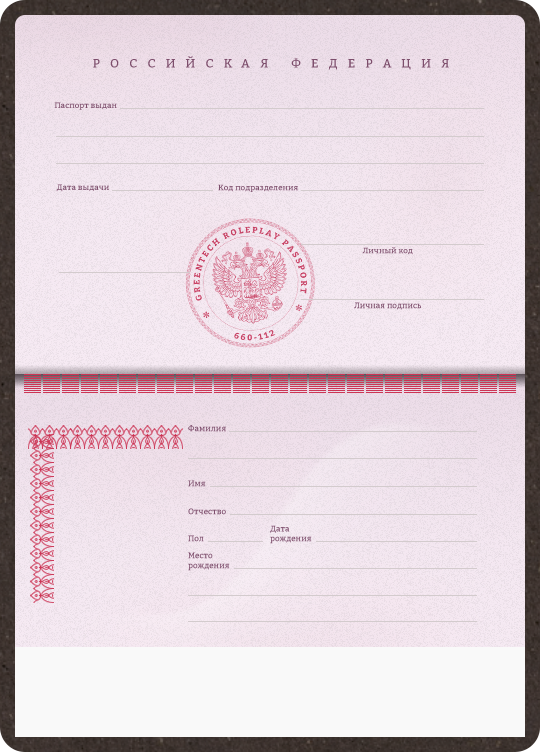 РОССИЙСКАЯ ФЕДЕРАЦИЯ
Паспорт выдан
Дата выдачи Код подразделения
GREENTECH ROLEPLAY PASSPORT
Личный код
Личная подпись
660-112
Фамилия
Имя
Отчество
Пол Дата рождения
Место рождения